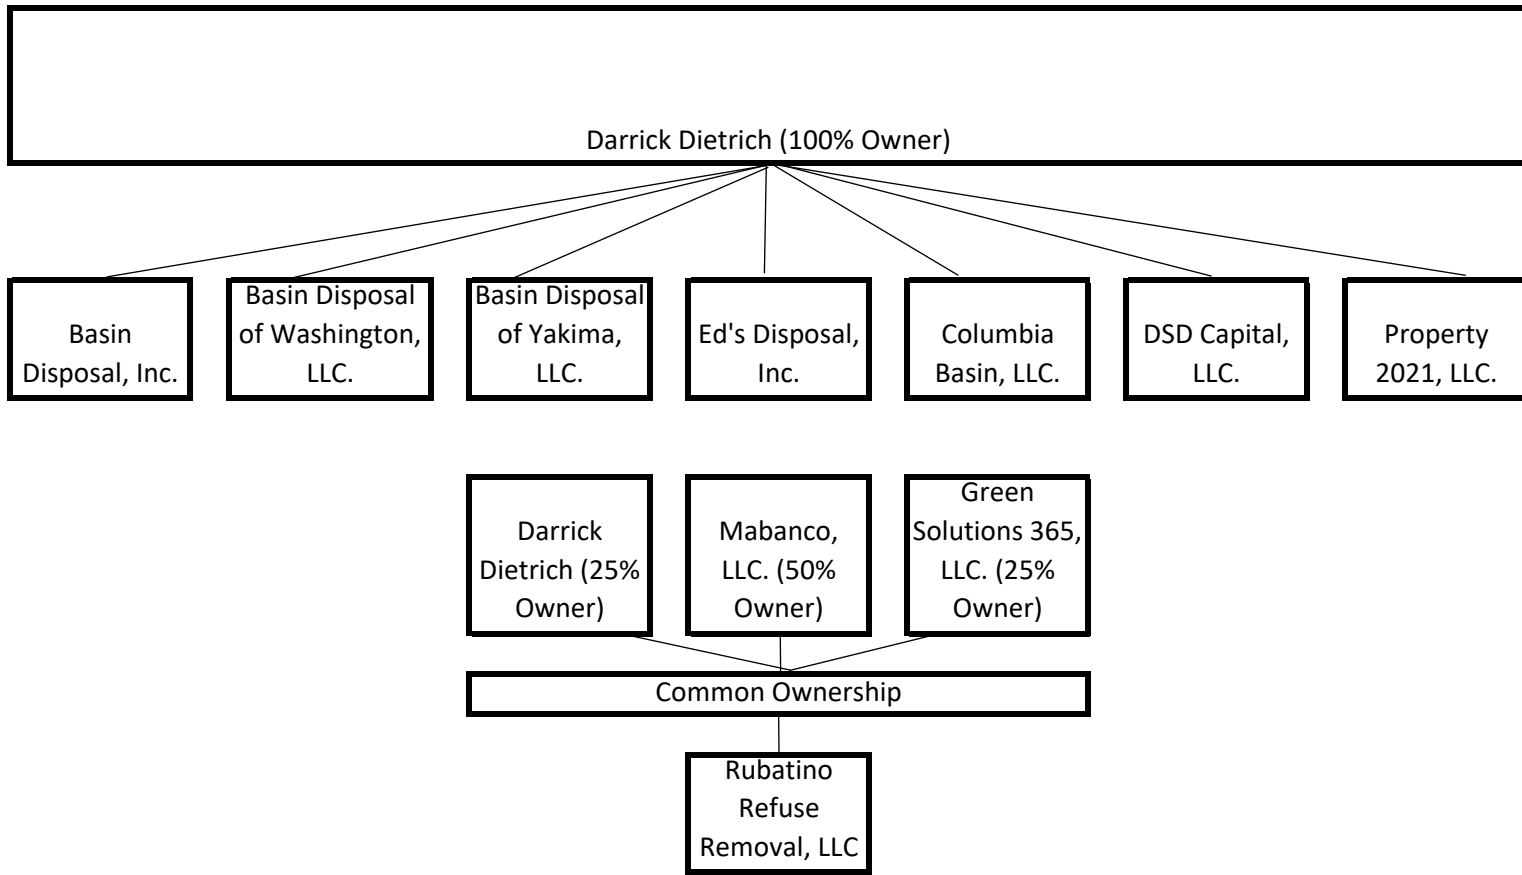 Darrick Dietrich (100% Owner)
Basin
Disposal, Inc.
Basin Disposal
of Washington,
LLC.
Basin Disposal
of Yakima,
LLC.
Ed's Disposal,
Inc.
Columbia
Basin, LLC.
DSD Capital,
LLC.
Property
2021, LLC.
Darrick
Dietrich (25%
Owner)
Mabanco,
LLC. (50%
Owner)
Green
Solutions 365,
LLC. (25%
Owner)
Common Ownership
Rubatino
Refuse
Removal, LLC